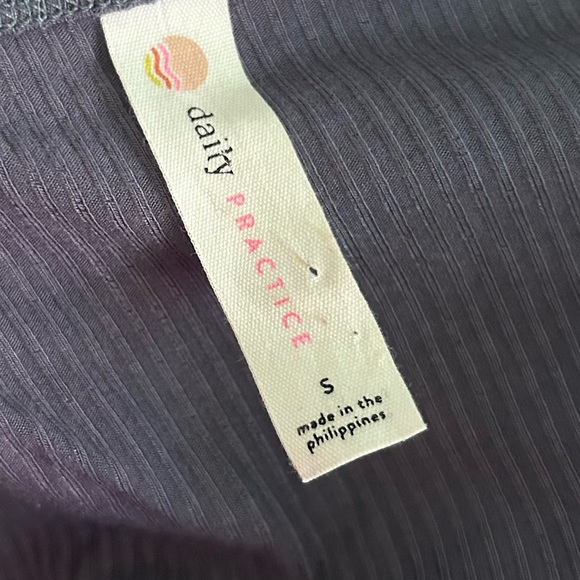 daily
PRACTICE
S
made in the
philippines